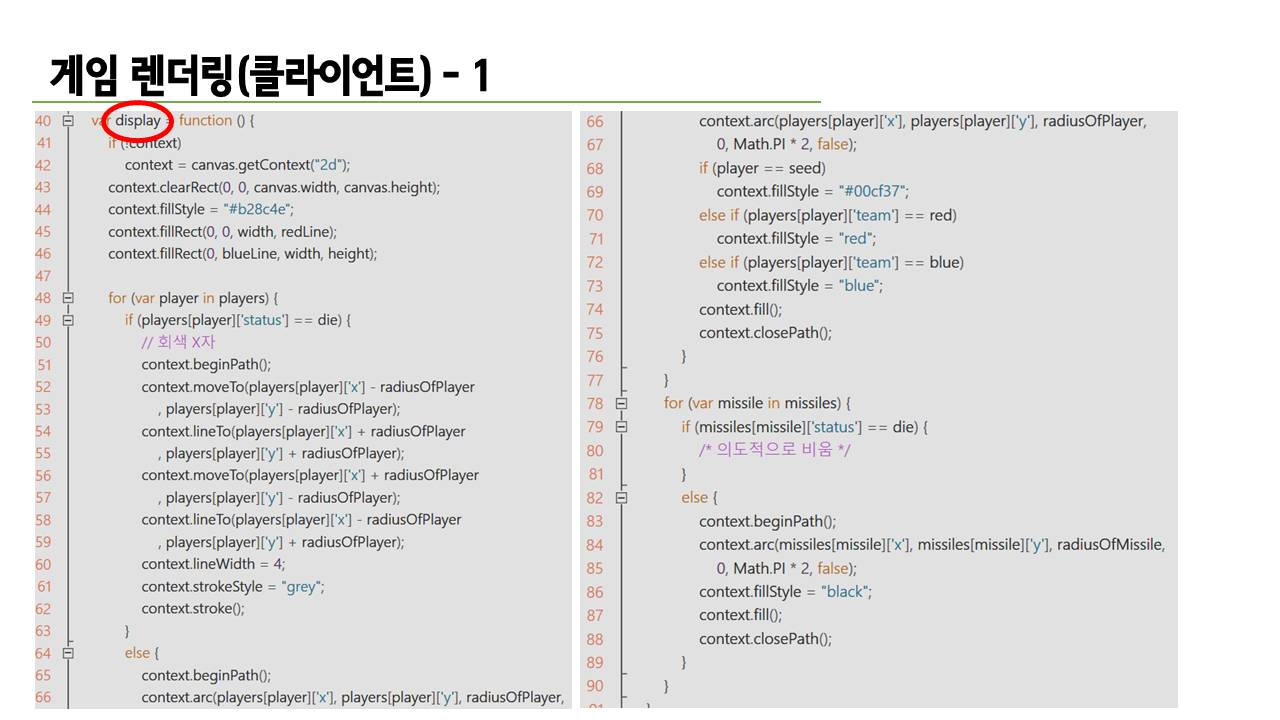 게임 렌더링(클라이언트) - 1
40 var display = function () {
41 if (!context)
42 context = canvas.getContext("2d");
43 context.clearRect(0, 0, canvas.width, canvas.height);
44 context.fillStyle = "#b28c4e";
45 context.fillRect(0, 0, width, redLine);
46 context.fillRect(0, blueLine, width, height);
47
48 for (var player in players) {
49 if (players[player]['status'] == die) {
50 // 회색 X자
51 context.beginPath();
52 context.moveTo(players[player]['x'] - radiusOfPlayer
53 , players[player]['y'] - radiusOfPlayer);
54 context.lineTo(players[player]['x'] + radiusOfPlayer
55 , players[player]['y'] + radiusOfPlayer);
56 context.moveTo(players[player]['x'] + radiusOfPlayer
57 , players[player]['y'] - radiusOfPlayer);
58 context.lineTo(players[player]['x'] - radiusOfPlayer
59 , players[player]['y'] + radiusOfPlayer);
60 context.lineWidth = 4;
61 context.strokeStyle = "grey";
62 context.stroke();
63 }
64 else {
65 context.beginPath();
66 context.arc(players[player]['x'], players[player]['y'], radiusOfPlayer,
66 context.arc(players[player]['x'], players[player]['y'], radiusOfPlayer,
67 0, Math.PI * 2, false);
68 if (player == seed)
69 context.fillStyle = "#00cf37";
70 else if (players[player]['team'] == red)
71 context.fillStyle = "red";
72 else if (players[player]['team'] == blue)
73 context.fillStyle = "blue";
74 context.fill();
75 context.closePath();
76 }
77 }
78 for (var missile in missiles) {
79 if (missiles[missile]['status'] == die) {
80 /* 의도적으로 비움 */
81 }
82 else {
83 context.beginPath();
84 context.arc(missiles[missile]['x'], missiles[missile]['y'], radiusOfMissile,
85 0, Math.PI * 2, false);
86 context.fillStyle = "black";
87 context.fill();
88 context.closePath();
89 }
90 }